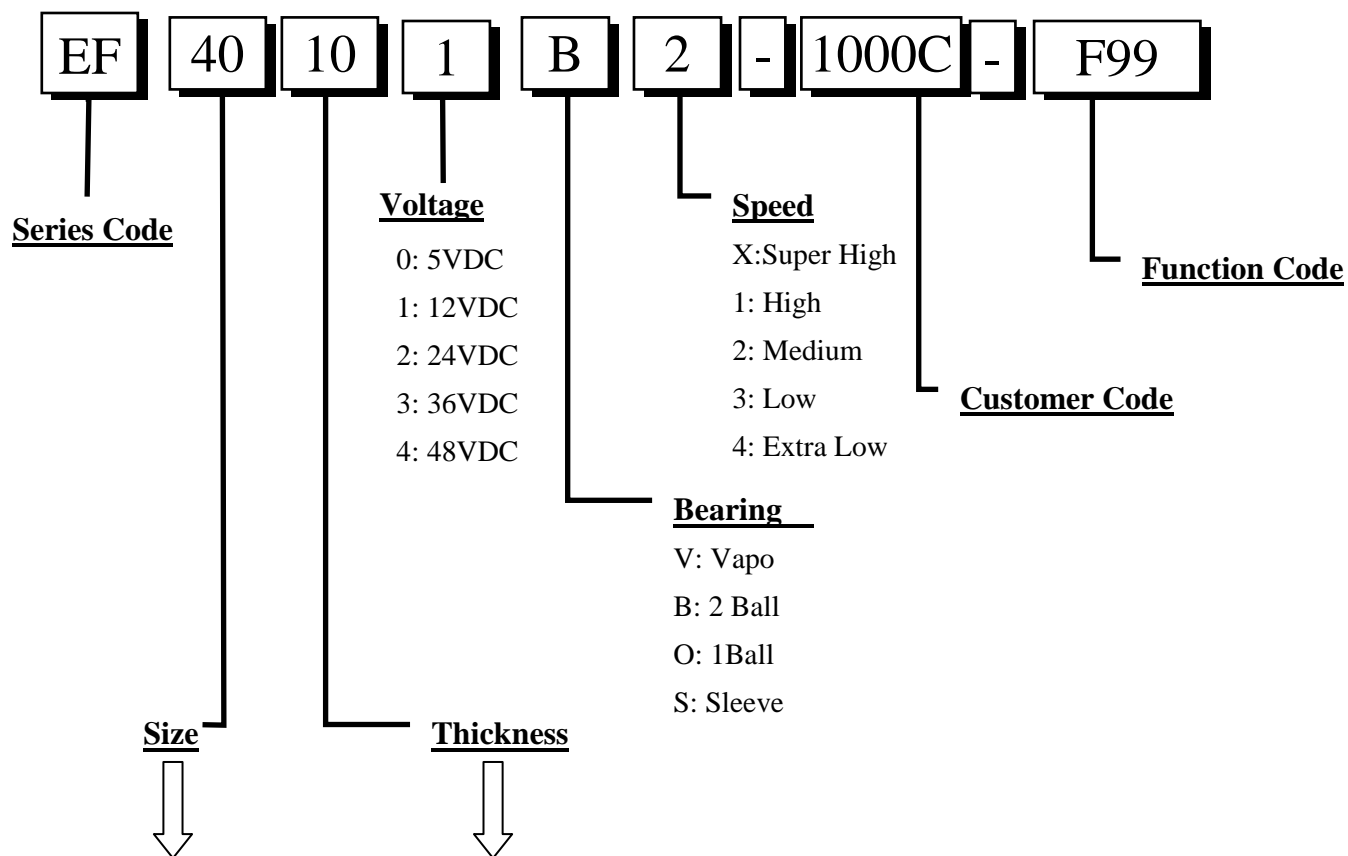 EF 40 10 1 B 2 - 1000C - F99
Series Code
Voltage
0: 5VDC
1: 12VDC
2: 24VDC
3: 36VDC
4: 48VDC
Speed
X:Super High
1: High
2: Medium
3: Low
4: Extra Low
Function Code
Customer Code
Bearing
V: Vapo
B: 2 Ball
O: 1Ball
S: Sleeve
Size
Thickness